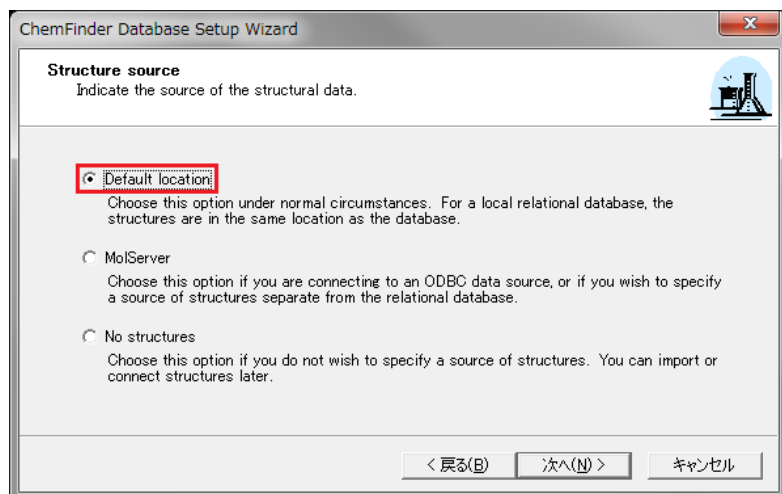 ChemFinder Database Setup Wizard
Structure source
Indicate the source of the structural data.
Default location
Choose this option under normal circumstances. For a local relational database, the
structures are in the same location as the database.
MolServer
Choose this option if you are connecting to an ODBC data source, or if you wish to specify
a source of structures separate from the relational database.
No structures
Choose this option if you do not wish to specify a source of structures. You can import or
connect structures later.
< 戻る(B) 次へ(N) > キャンセル